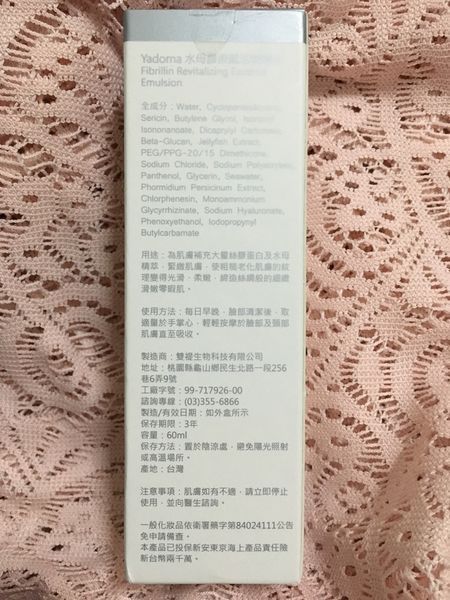 Yadorna 水母
Fibrillin Revitalizing
Emulsion
全成分：Water, Cyclopentasiloxane,
Sericin, Butylene Glycol, Isononyl
Isononanoate, Dicaprylyl Carbonate,
Beta-Glucan, Jellyfish Extract,
PEG/PPG-20/15 Dimethicone,
Sodium Chloride, Sodium
Panthenol, Glycerin, Seawater,
Phormidium Persicinum Extract,
Chlorphenesin, Monoammonium
Glycyrrhizinate, Sodium Hyaluronate,
Phenoxyethanol, Iodopropynyl
Butylcarbamate
用途：為肌膚補充大量絲膠蛋白及水母
精萃，緊緻肌膚，使粗糙老化肌膚的紋
理變得光滑，柔嫩，締造絲綢般的細緻
滑嫩零暇肌。
使用方法：每日早晚，臉部清潔後，取
適量於手掌心，輕輕按摩於臉部及頸部
肌膚直至吸收。
製造商：雙褆生物科技有限公司
地址：桃園縣龜山鄉民生北路一段256
巷6弄9號
工廠字號：99-717926-00
諮詢專線：(03)355-6866
製造/有效日期：如外盒所示
保存期限：3年
容量：60ml
保存方法：置於陰涼處，避免陽光照射
或高溫場所。
產地：台灣
注意事項：肌膚如有不適，請立即停止
使用，並向醫生諮詢。
一般化妝品依衛署藥字第84024111公告
免申請備查。
本產品已投保新安東京海上產品責任險
新台幣兩千萬。